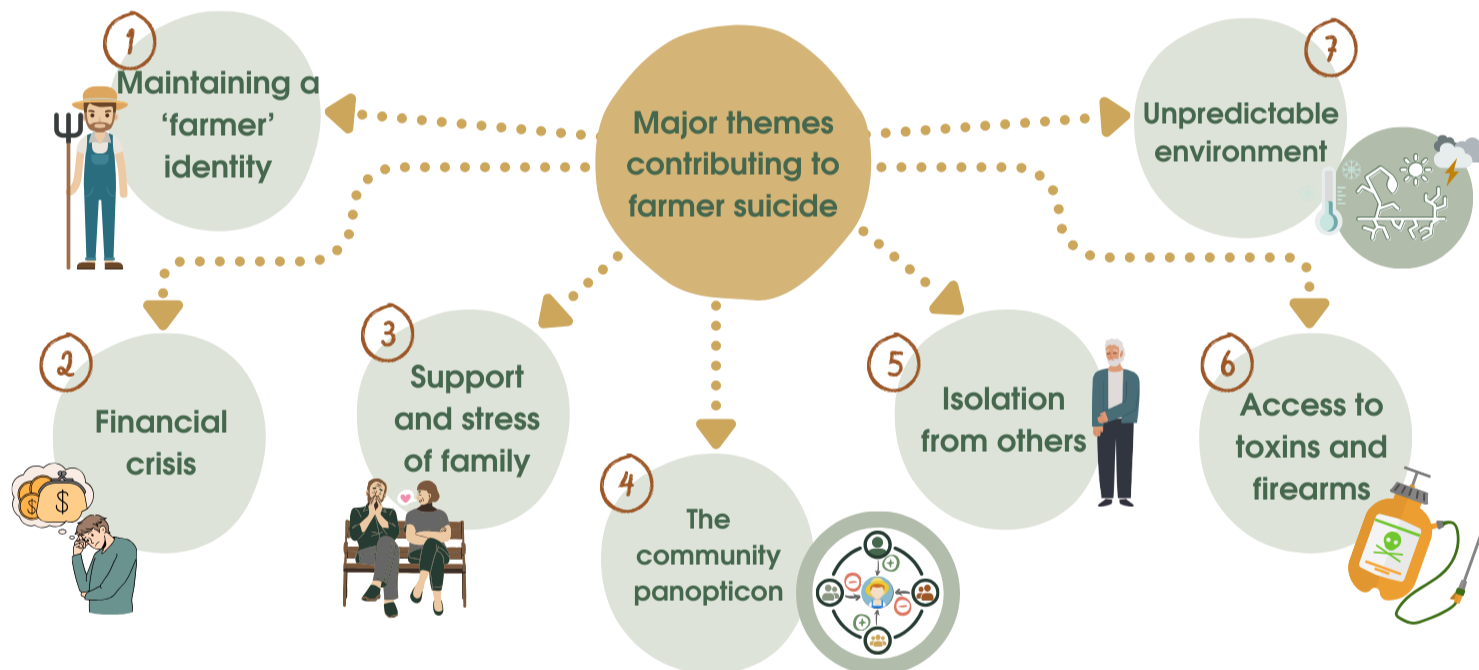 Major themes
contributing to
farmer suicide
1
Maintaining a
‘farmer’
identity
2
Financial
crisis
$
$
$
3
Support
and stress
of family
4
The
community
panopticon
5
Isolation
from others
6
Access to
toxins and
firearms
7
Unpredictable
environment